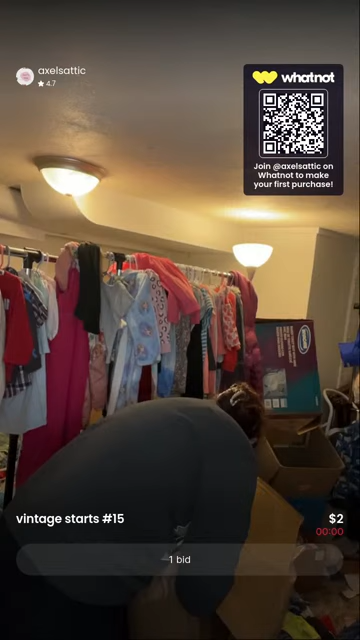 axelsattic
★ 4.7
whatnot
Join @axelsattic on
Whatnot to make
your first purchase!
vintage starts #15
$2
00:00
1 bid